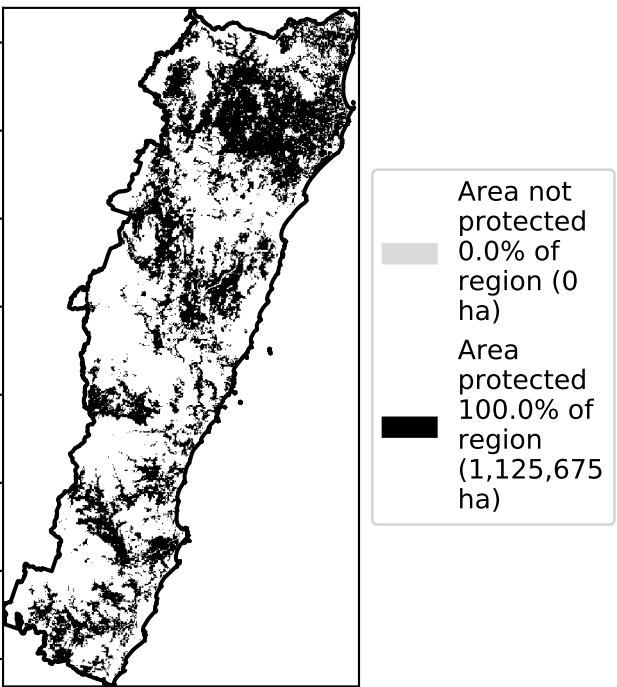 Area not
protected
0.0% of
region (0
ha)
Area
protected
100.0% of
region
(1,125,675
ha)